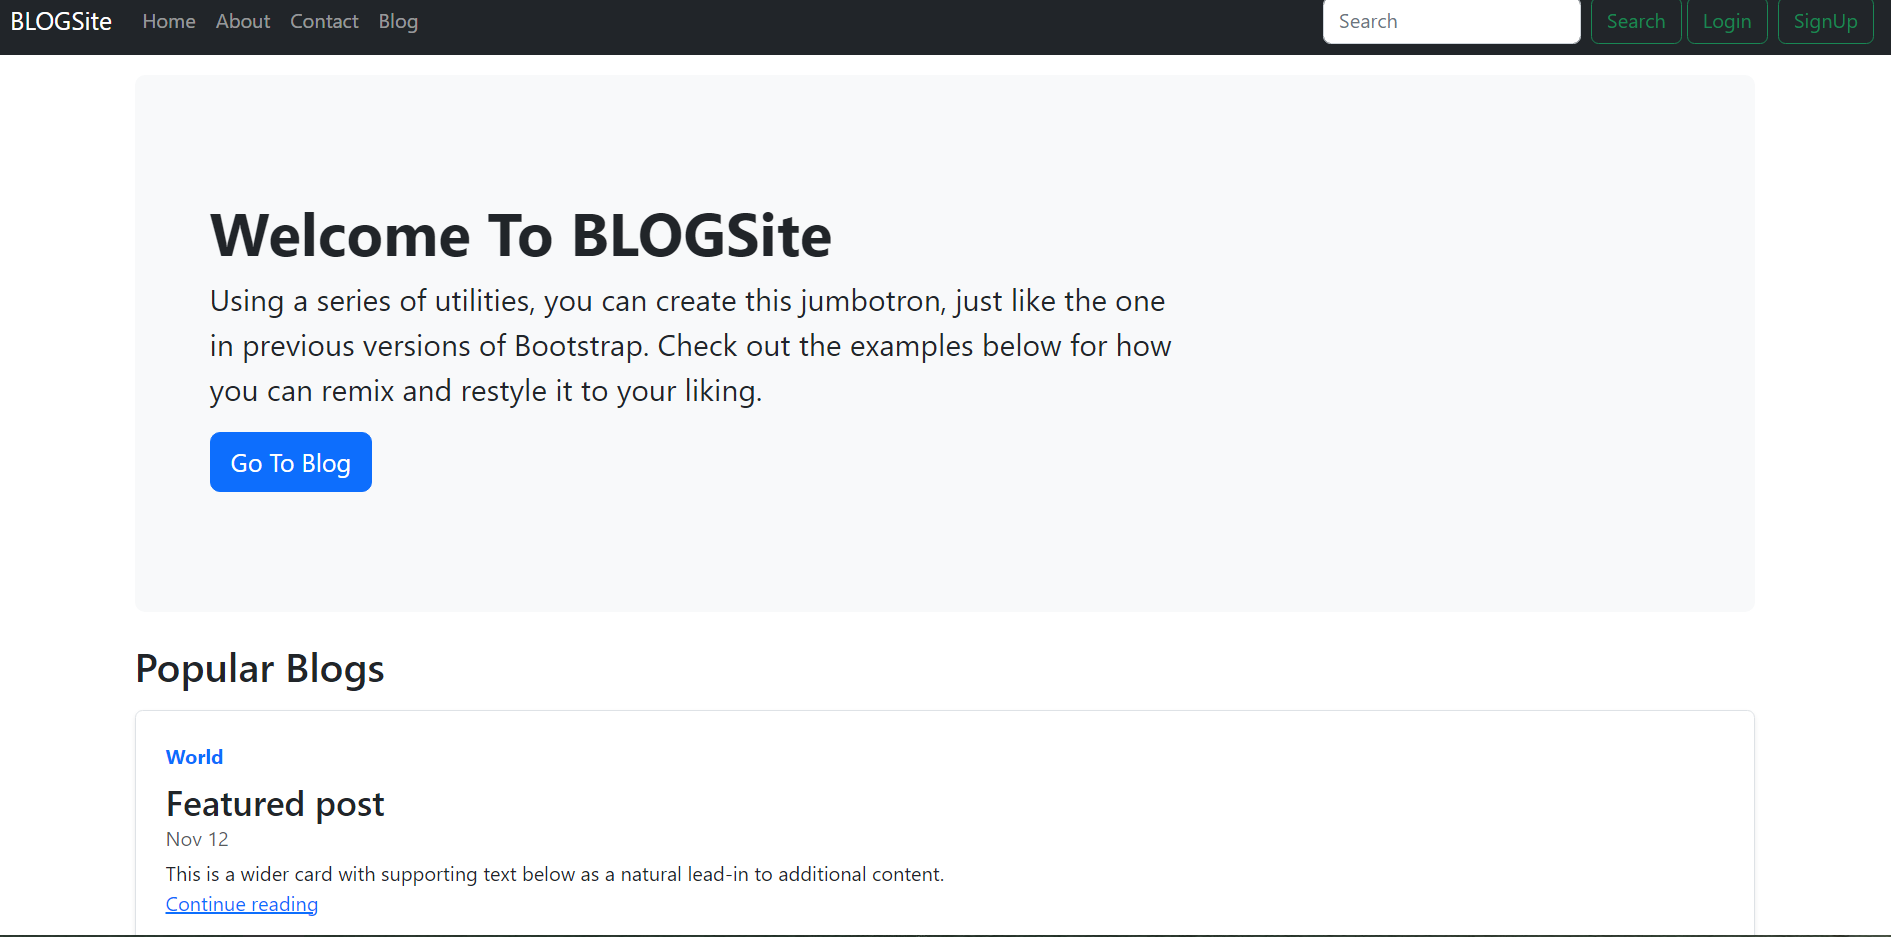 BLOGSite Home About Contact Blog Search Search Login SignUp
Welcome To BLOGSite
Using a series of utilities, you can create this jumbotron, just like the one
in previous versions of Bootstrap. Check out the examples below for how
you can remix and restyle it to your liking.
Go To Blog
Popular Blogs
World
Featured post
Nov 12
This is a wider card with supporting text below as a natural lead-in to additional content.
Continue reading